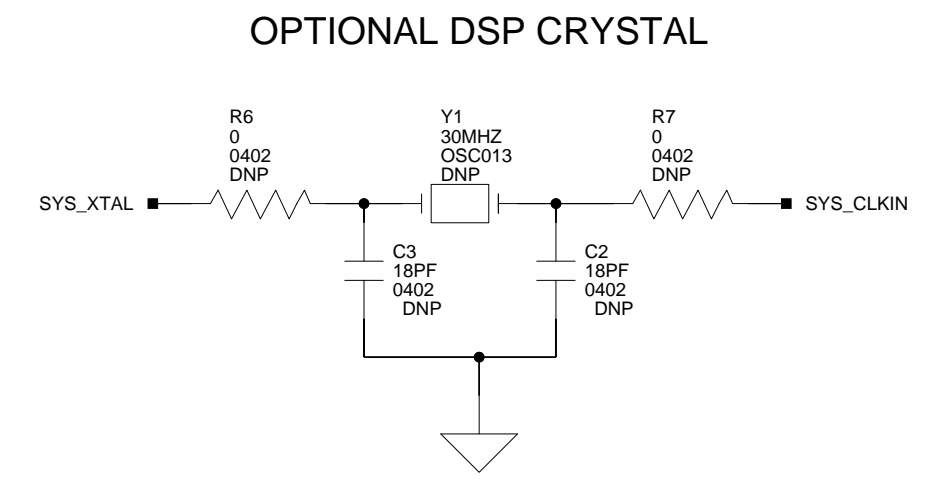 OPTIONAL DSP CRYSTAL
R6
0
0402
DNP
Y1
30MHZ
OSC013
DNP
R7
0
0402
DNP
SYS_XTAL
SYS_CLKIN
C3
18PF
0402
DNP
C2
18PF
0402
DNP